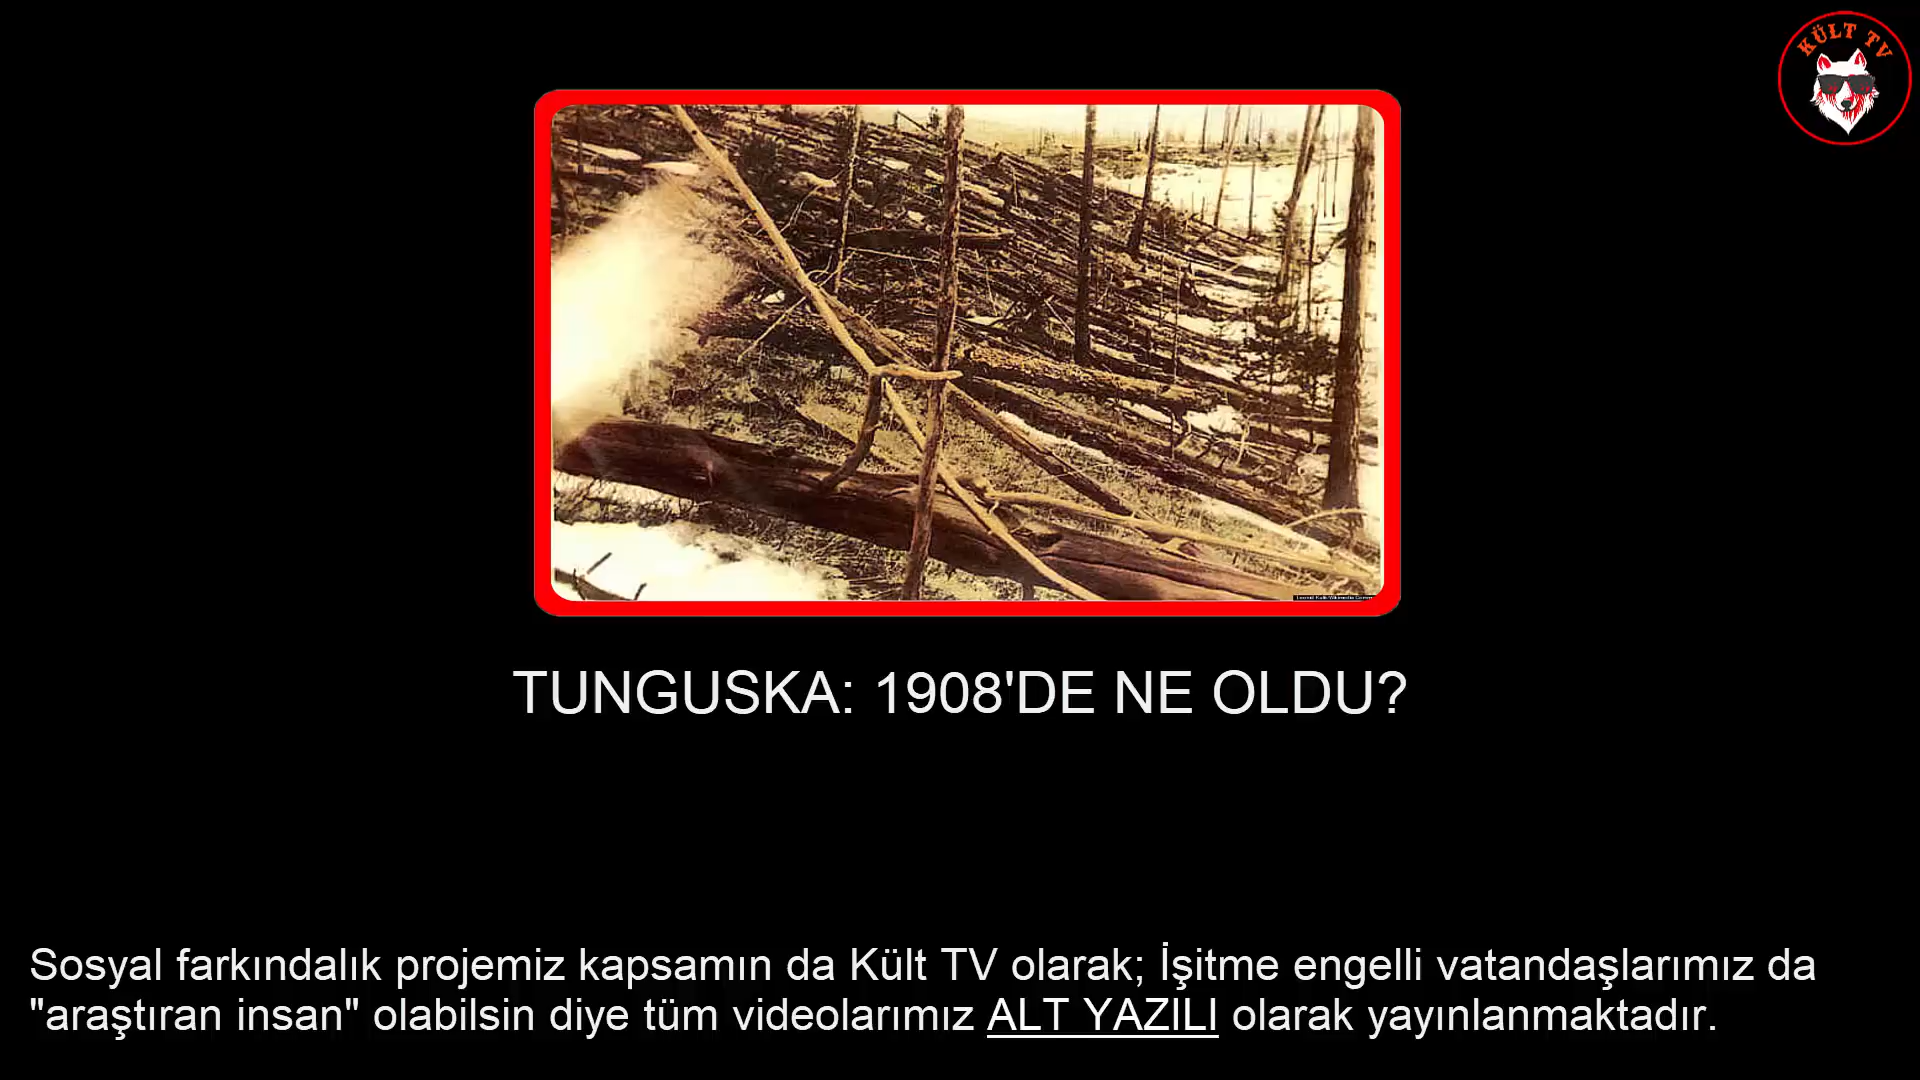 KÜLT TV
TUNGUSKA: 1908'DE NE OLDU?
Sosyal farkındalık projemiz kapsamın da Kült TV olarak; İşitme engelli vatandaşlarımız da
"araştıran insan" olabilsin diye tüm videolarımız ALT YAZILI olarak yayınlanmaktadır.